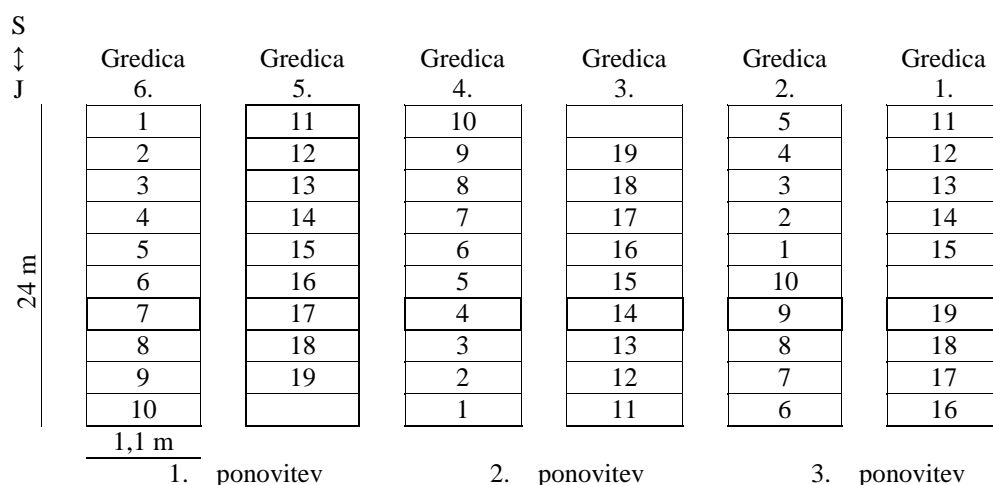 S
↕ Gredica Gredica Gredica Gredica Gredica Gredica
J 6. 5. 4. 3. 2. 1.
1 11 10 5 11
2 12 9 19 4 12
3 13 8 18 3 13
4 14 7 17 2 14
5 15 6 16 1 15
6 16 5 15 10
7 17 4 14 9 19
8 18 3 13 8 18
9 19 2 12 7 17
10 1 11 6 16
24 m
1,1 m
1. ponovitev 2. ponovitev 3. ponovitev